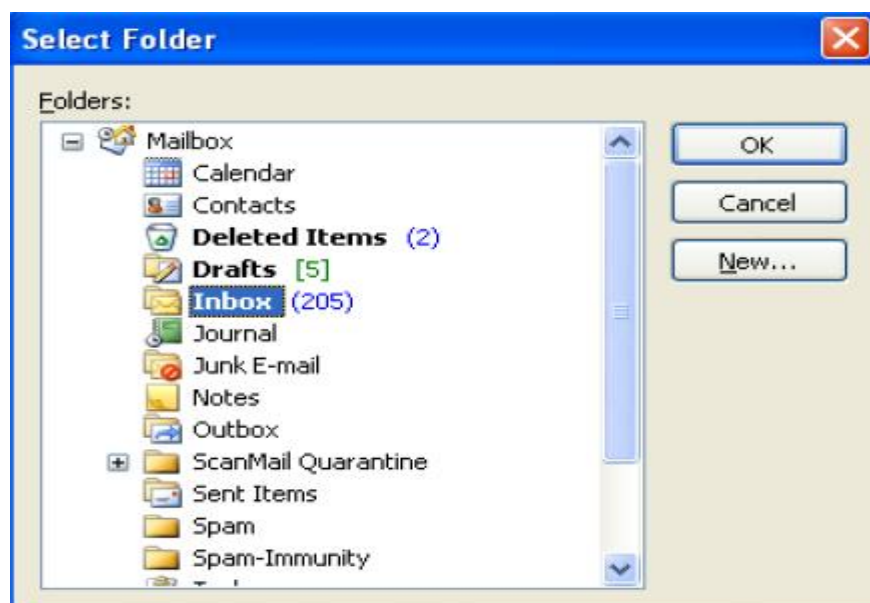 Select Folder
Folders:
Mailbox
Calendar
Contacts
Deleted Items (2)
Drafts [5]
Inbox (205)
Journal
Junk E-mail
Notes
Outbox
ScanMail Quarantine
Sent Items
Spam
Spam-Immunity
OK
Cancel
New...